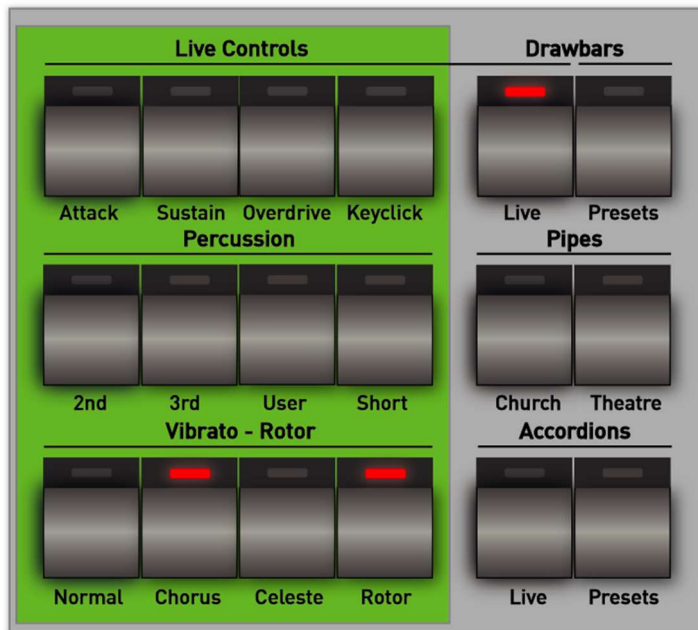 Live Controls Drawbars
Attack Sustain Overdrive Keyclick Live Presets
Percussion Pipes
2nd 3rd User Short Church Theatre
Vibrato - Rotor Accordions
Normal Chorus Celeste Rotor Live Presets